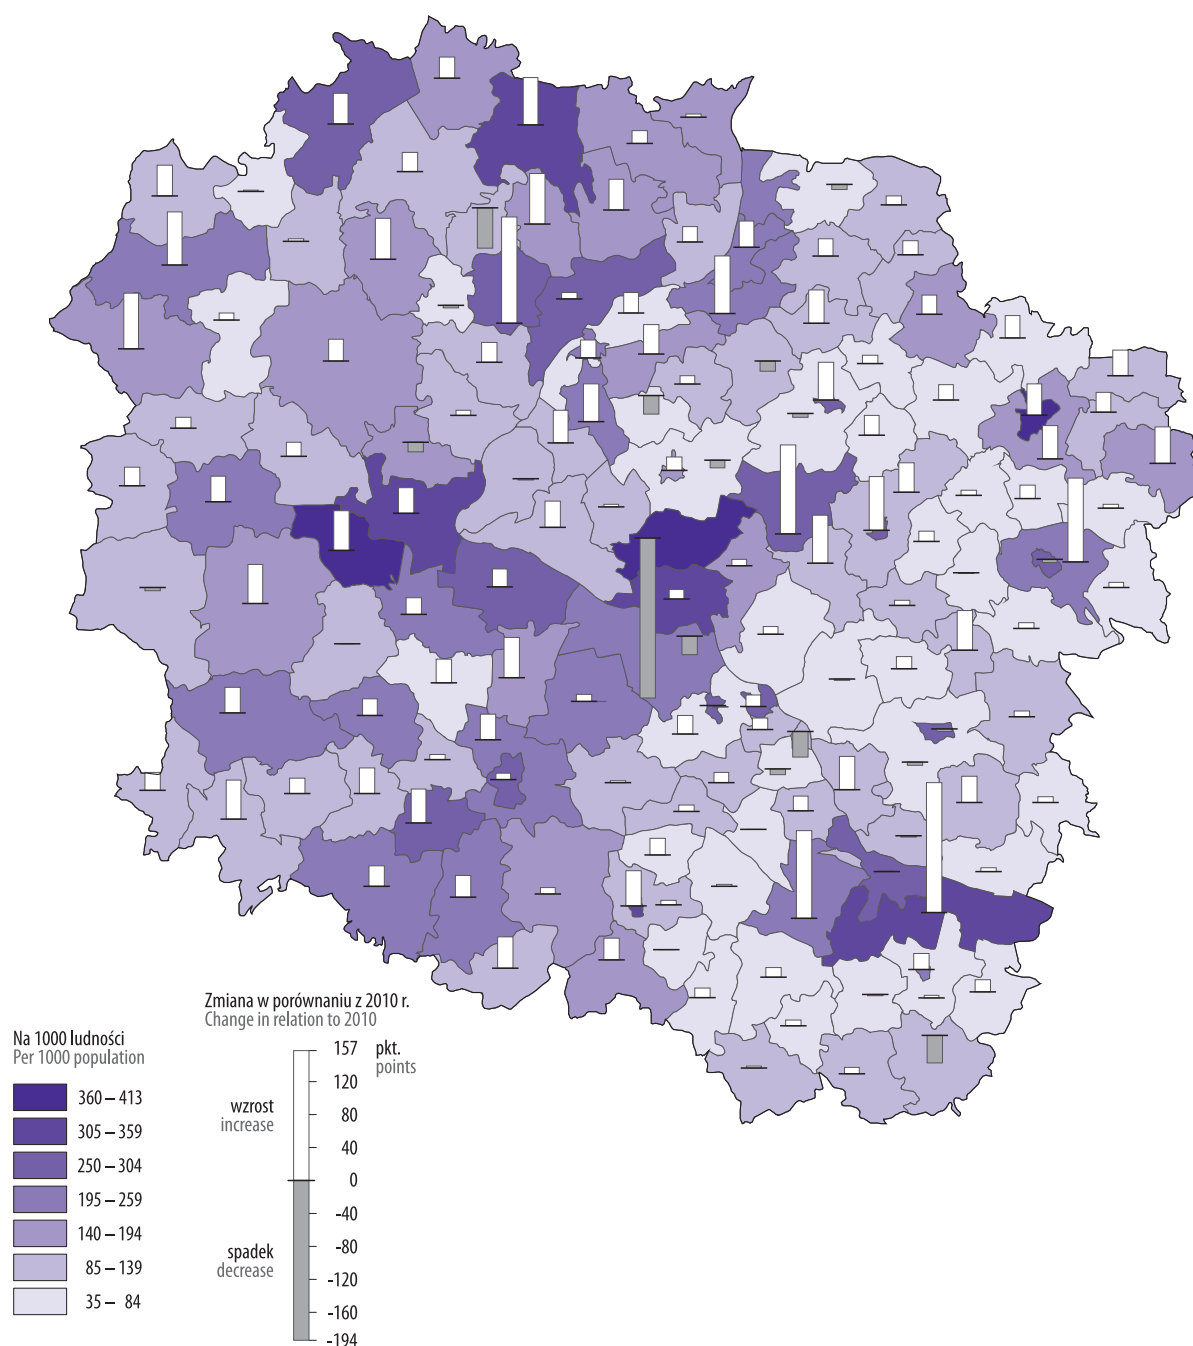 Zmiana w porównaniu z 2010 r.
Change in relation to 2010
157 pkt.
points
120
80
40
0
-40
-80
-120
-160
-194
wzrost
increase
spadek
decrease
Na 1000 ludności
Per 1000 population
360 – 413
305 – 359
250 – 304
195 – 259
140 – 194
85 – 139
35 – 84